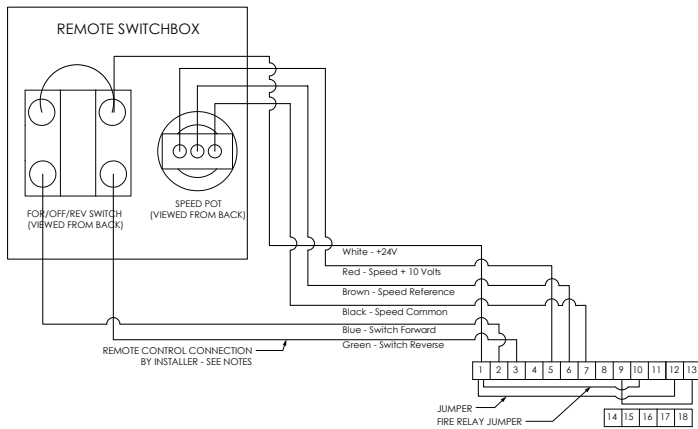 REMOTE SWITCHBOX
FOR/OFF/REV SWITCH
(VIEWED FROM BACK)
SPEED POT
(VIEWED FROM BACK)
White - +24V
Red - Speed + 10 Volts
Brown - Speed Reference
Black - Speed Common
Blue - Switch Forward
Green - Switch Reverse
REMOTE CONTROL CONNECTION
BY INSTALLER - SEE NOTES
1 2 3 4 5 6 7 8 9 10 11 12 13
JUMPER
FIRE RELAY JUMPER
14 15 16 17 18